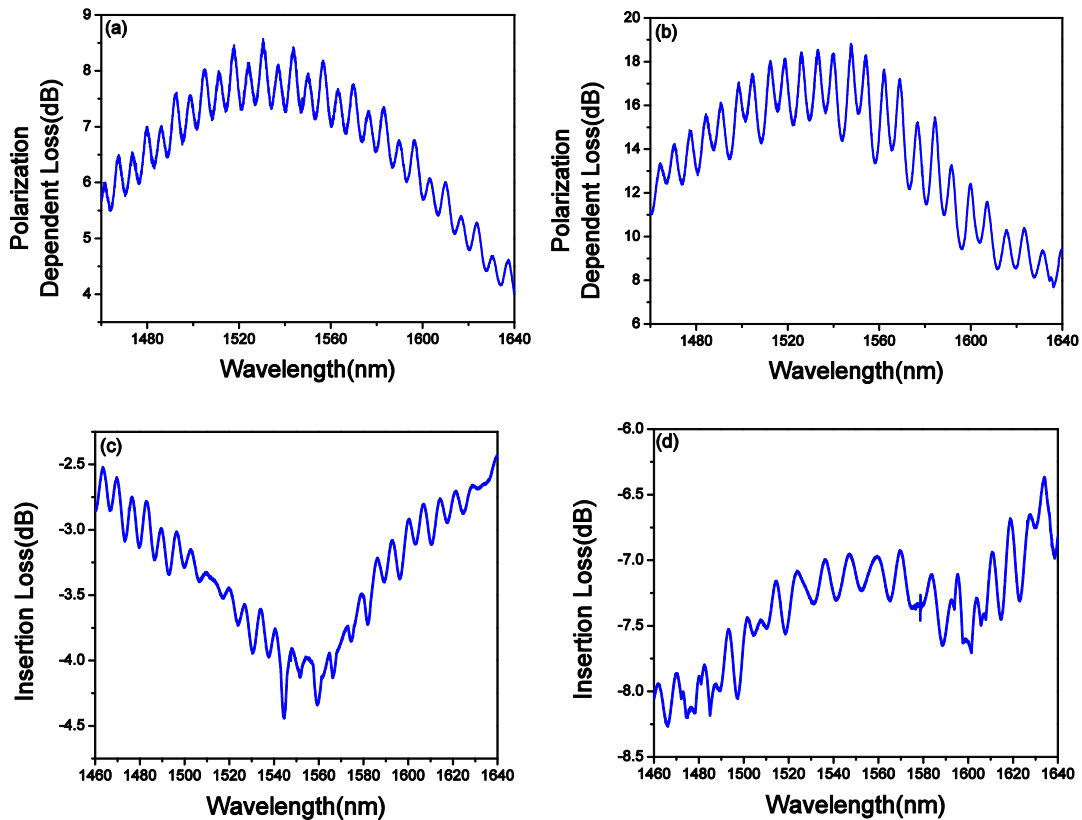 (a)
Polarization
Dependent Loss(dB)
9
8
7
6
5
4
1480 1520 1560 1600 1640
Wavelength(nm)
(b)
Polarization
Dependent Loss(dB)
20
18
16
14
12
10
8
6
1480 1520 1560 1600 1640
Wavelength(nm)
(c)
Insertion Loss(dB)
-2.5
-3.0
-3.5
-4.0
-4.5
1460 1480 1500 1520 1540 1560 1580 1600 1620 1640
Wavelength(nm)
(d)
Insertion Loss(dB)
-6.0
-6.5
-7.0
-7.5
-8.0
-8.5
1460 1480 1500 1520 1540 1560 1580 1600 1620 1640
Wavelength(nm)